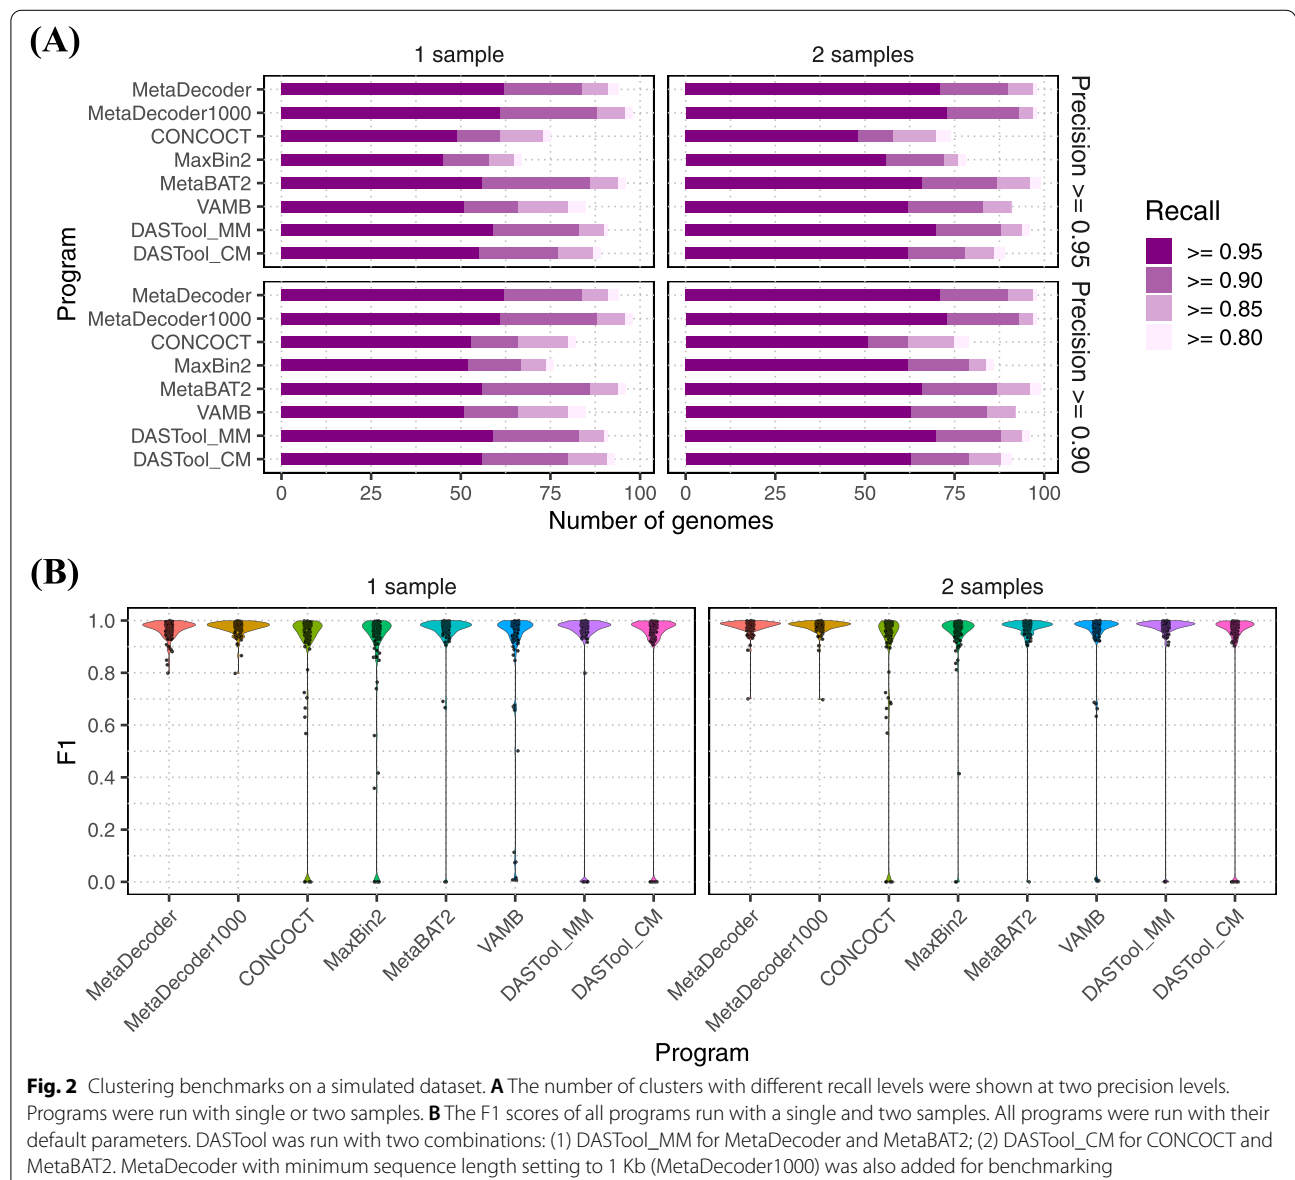 (A)
1 sample
2 samples
MetaDecoder
MetaDecoder1000
CONCOCT
MaxBin2
MetaBAT2
VAMB
DASTool_MM
DASTool_CM
Precision >= 0.95
MetaDecoder
MetaDecoder1000
CONCOCT
MaxBin2
MetaBAT2
VAMB
DASTool_MM
DASTool_CM
Precision >= 0.90
Program
0 25 50 75 100
0 25 50 75 100
Number of genomes
Recall
>= 0.95
>= 0.90
>= 0.85
>= 0.80
(B)
1 sample
2 samples
F1
1.0
0.8
0.6
0.4
0.2
0.0
MetaDecoder
MetaDecoder1000
CONCOCT
MaxBin2
MetaBAT2
VAMB
DASTool_MM
DASTool_CM
MetaDecoder
MetaDecoder1000
CONCOCT
MaxBin2
MetaBAT2
VAMB
DASTool_MM
DASTool_CM
Program
Fig. 2 Clustering benchmarks on a simulated dataset. A The number of clusters with different recall levels were shown at two precision levels.
Programs were run with single or two samples. B The F1 scores of all programs run with a single and two samples. All programs were run with their
default parameters. DASTool was run with two combinations: (1) DASTool_MM for MetaDecoder and MetaBAT2; (2) DASTool_CM for CONCOCT and
MetaBAT2. MetaDecoder with minimum sequence length setting to 1 Kb (MetaDecoder1000) was also added for benchmarking